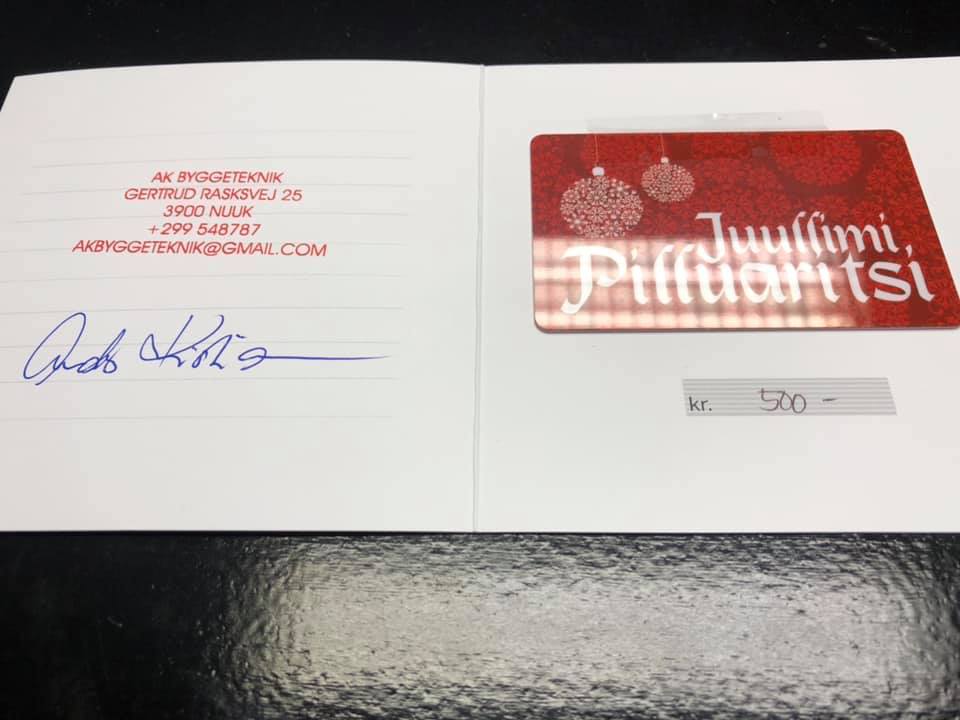 AK BYGGETEKNIK
GERTRUD RASKSVEJ 25
3900 NUUK
+299 548787
AKBYGGETEKNIK@GMAIL.COM
Juullimi
Pilluaritsi
kr. 500 -